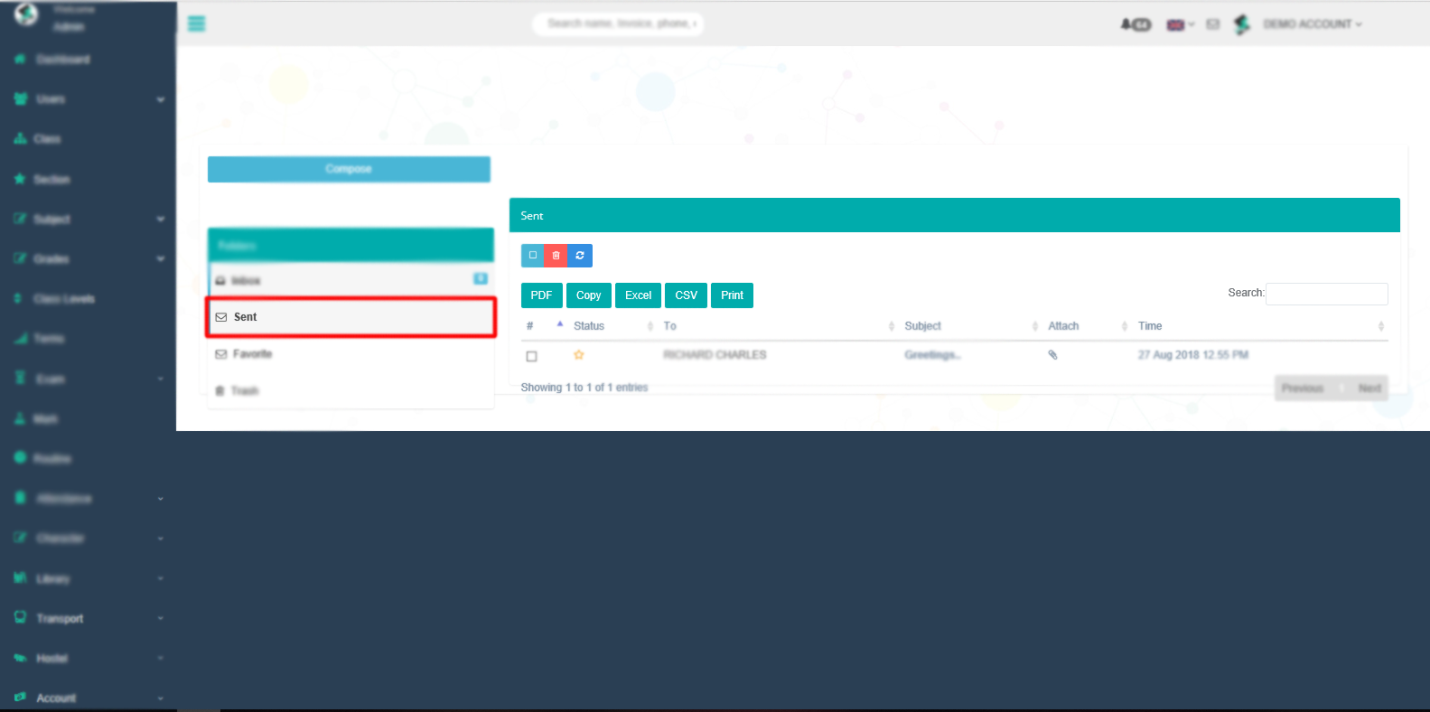 Welcome
Admin
Search name, Invoice, phone,
64
DEMO ACCOUNT
Dashboard
Users
Class
Section
Subject
Grades
Class Levels
Terms
Exam
Mark
Routine
Attendance
Character
Library
Transport
Hostel
Account
Compose
Folders
Inbox
Sent
Favorite
Trash
Sent
PDF Copy Excel CSV Print
Search:
# Status To Subject Attach Time
RICHARD CHARLES Greetings.. 27 Aug 2018 12:55 PM
Showing 1 to 1 of 1 entries
Previous 1 Next